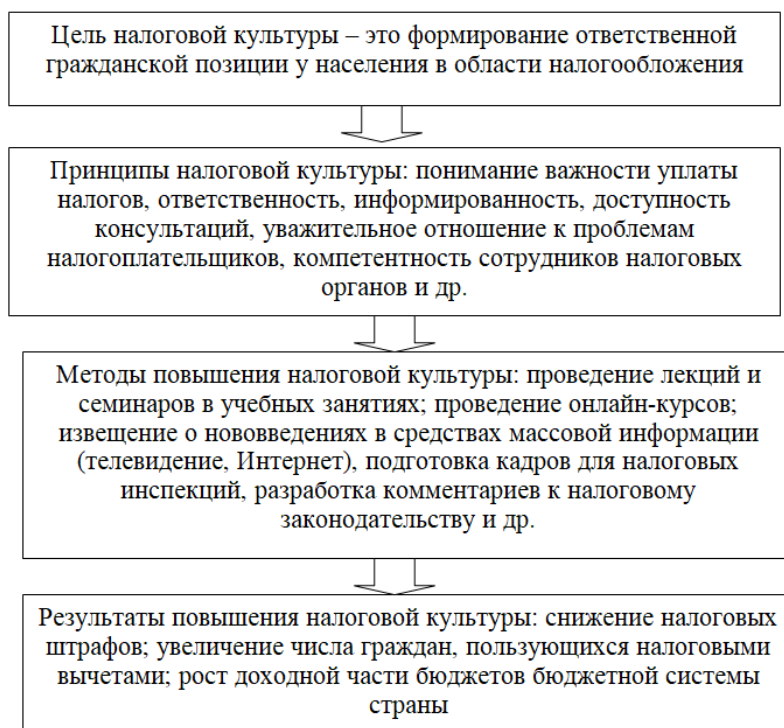 Цель налоговой культуры – это формирование ответственной
гражданской позиции у населения в области налогообложения
Принципы налоговой культуры: понимание важности уплаты
налогов, ответственность, информированность, доступность
консультаций, уважительное отношение к проблемам
налогоплательщиков, компетентность сотрудников налоговых
органов и др.
Методы повышения налоговой культуры: проведение лекций и
семинаров в учебных занятиях; проведение онлайн-курсов;
извещение о нововведениях в средствах массовой информации
(телевидение, Интернет), подготовка кадров для налоговых
инспекций, разработка комментариев к налоговому
законодательству и др.
Результаты повышения налоговой культуры: снижение налоговых
штрафов; увеличение числа граждан, пользующихся налоговыми
вычетами; рост доходной части бюджетов бюджетной системы
страны